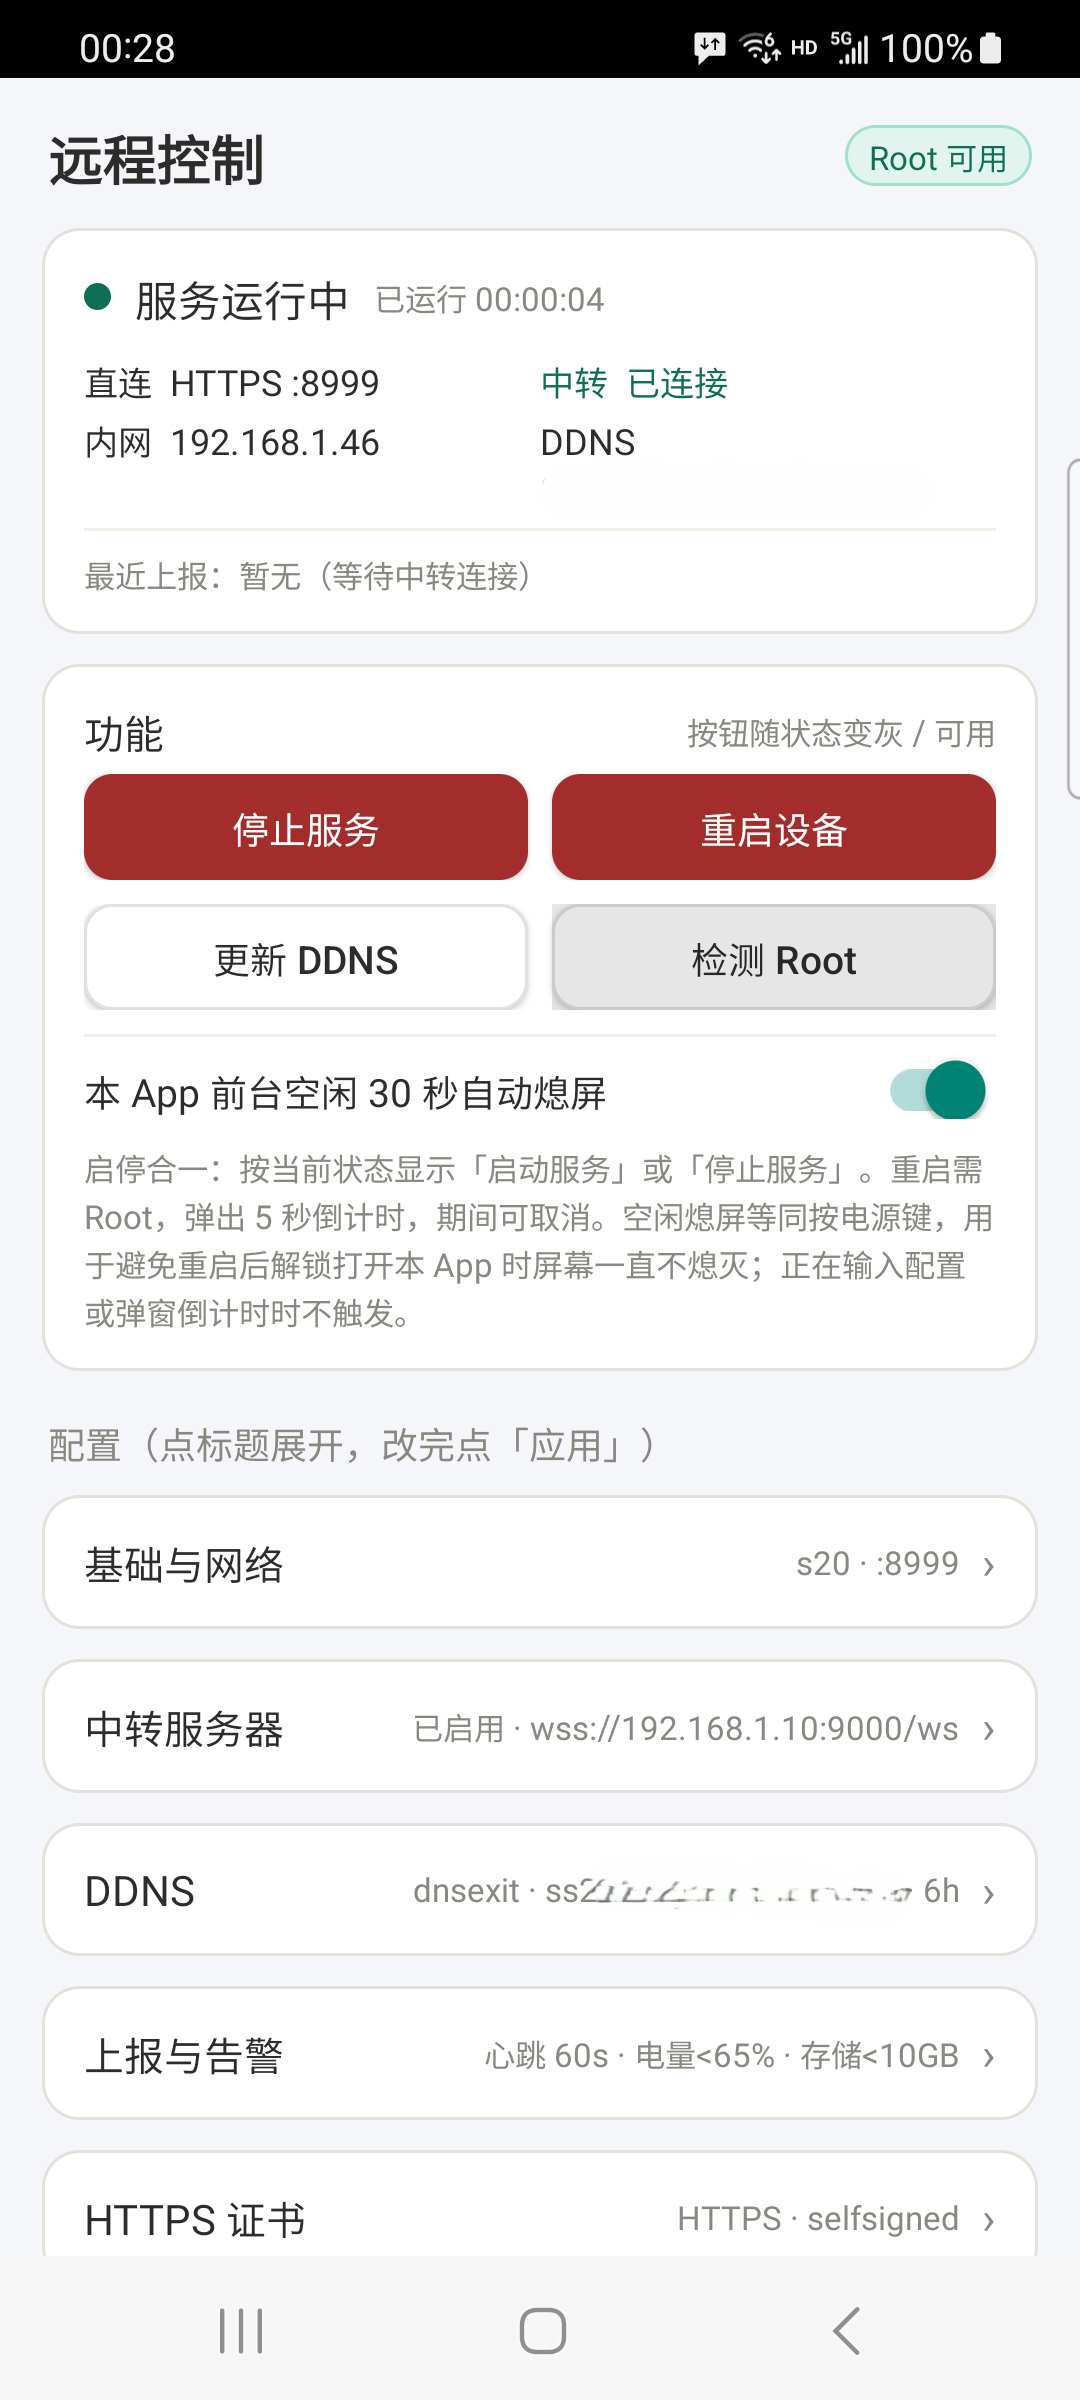 00:28
6 HD 5G 100%
远程控制
Root 可用
服务运行中 已运行 00:00:04
直连 HTTPS :8999
中转 已连接
内网 192.168.1.46
DDNS
最近上报：暂无（等待中转连接）
功能
按钮随状态变灰 / 可用
停止服务
重启设备
更新 DDNS
检测 Root
本 App 前台空闲 30 秒自动熄屏
启停合一：按当前状态显示「启动服务」或「停止服务」。重启需
Root，弹出 5 秒倒计时，期间可取消。空闲熄屏等同按电源键，用
于避免重启后解锁打开本 App 时屏幕一直不熄灭；正在输入配置
或弹窗倒计时时不触发。
配置（点标题展开，改完点「应用」）
基础与网络
s20 · :8999 ›
中转服务器
已启用 · wss://192.168.1.10:9000/ws ›
DDNS
dnsexit · 6h ›
上报与告警
心跳 60s · 电量<65% · 存储<10GB ›
HTTPS 证书
HTTPS · selfsigned ›